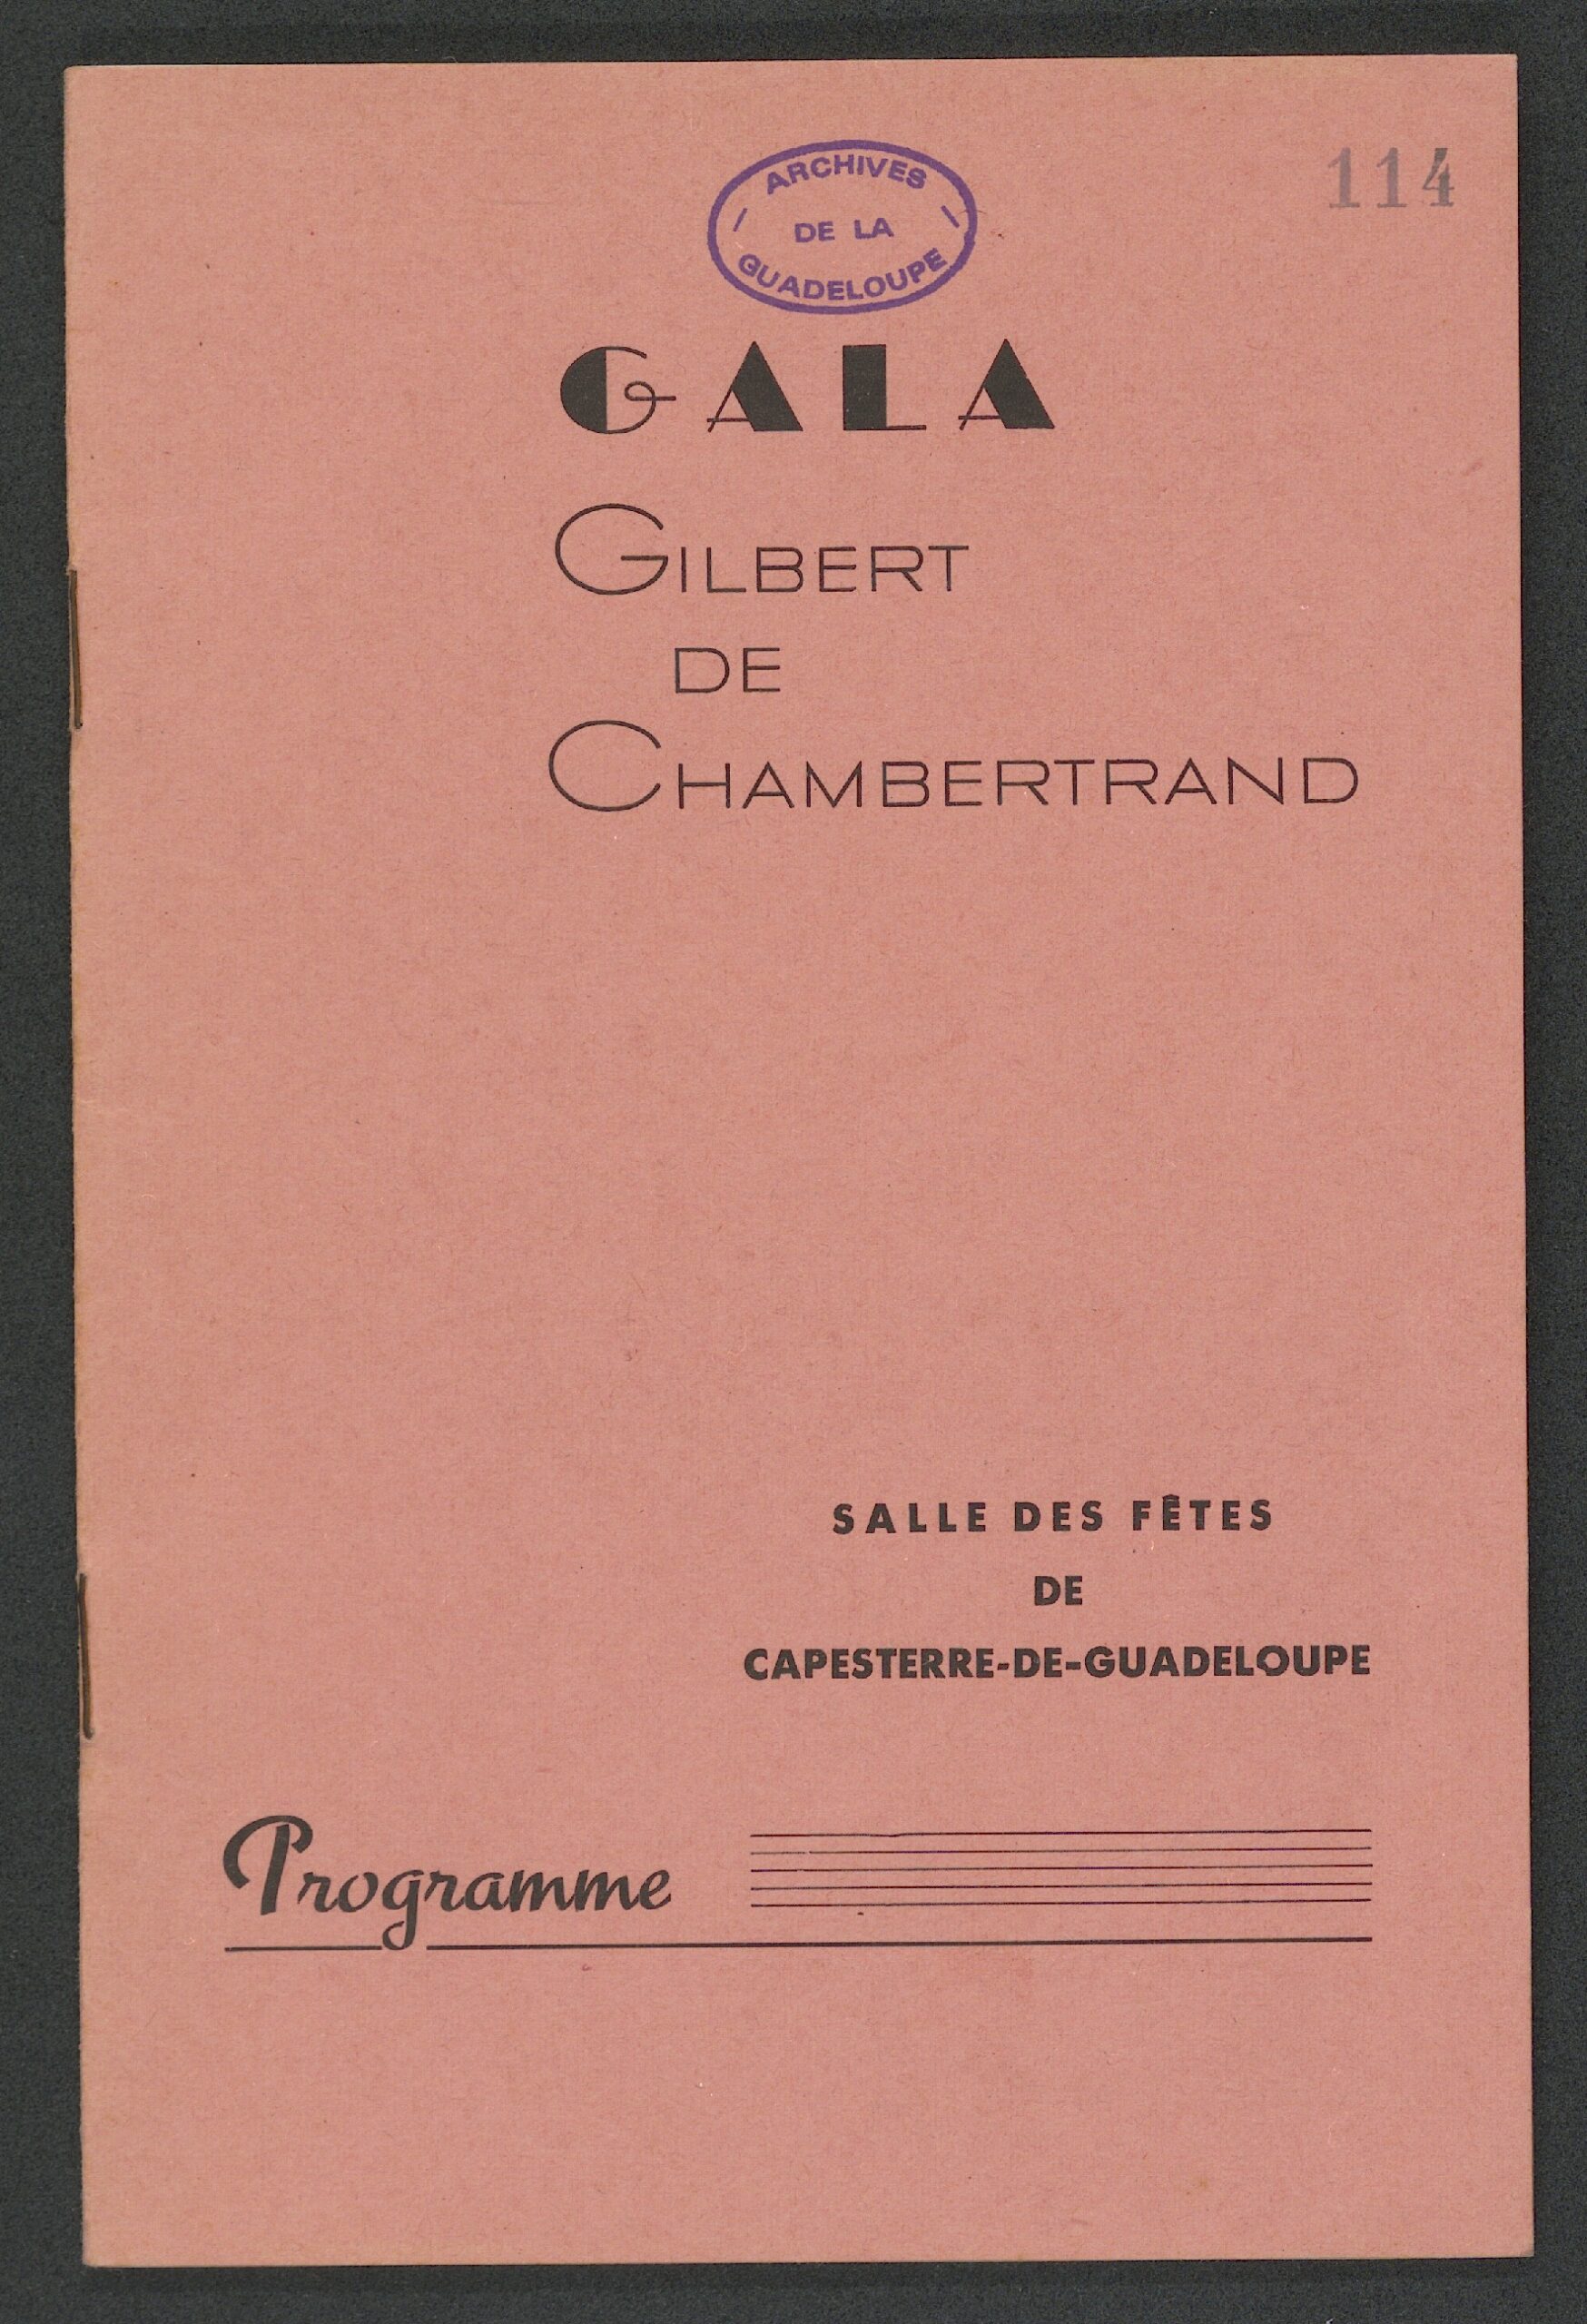 ARCHIVES
DE LA
GUADELOUPE
114
GALA
GILBERT
DE
CHAMBERTRAND
SALLE DES FÊTES
DE
CAPESTERRE-DE-GUADELOUPE
Programme